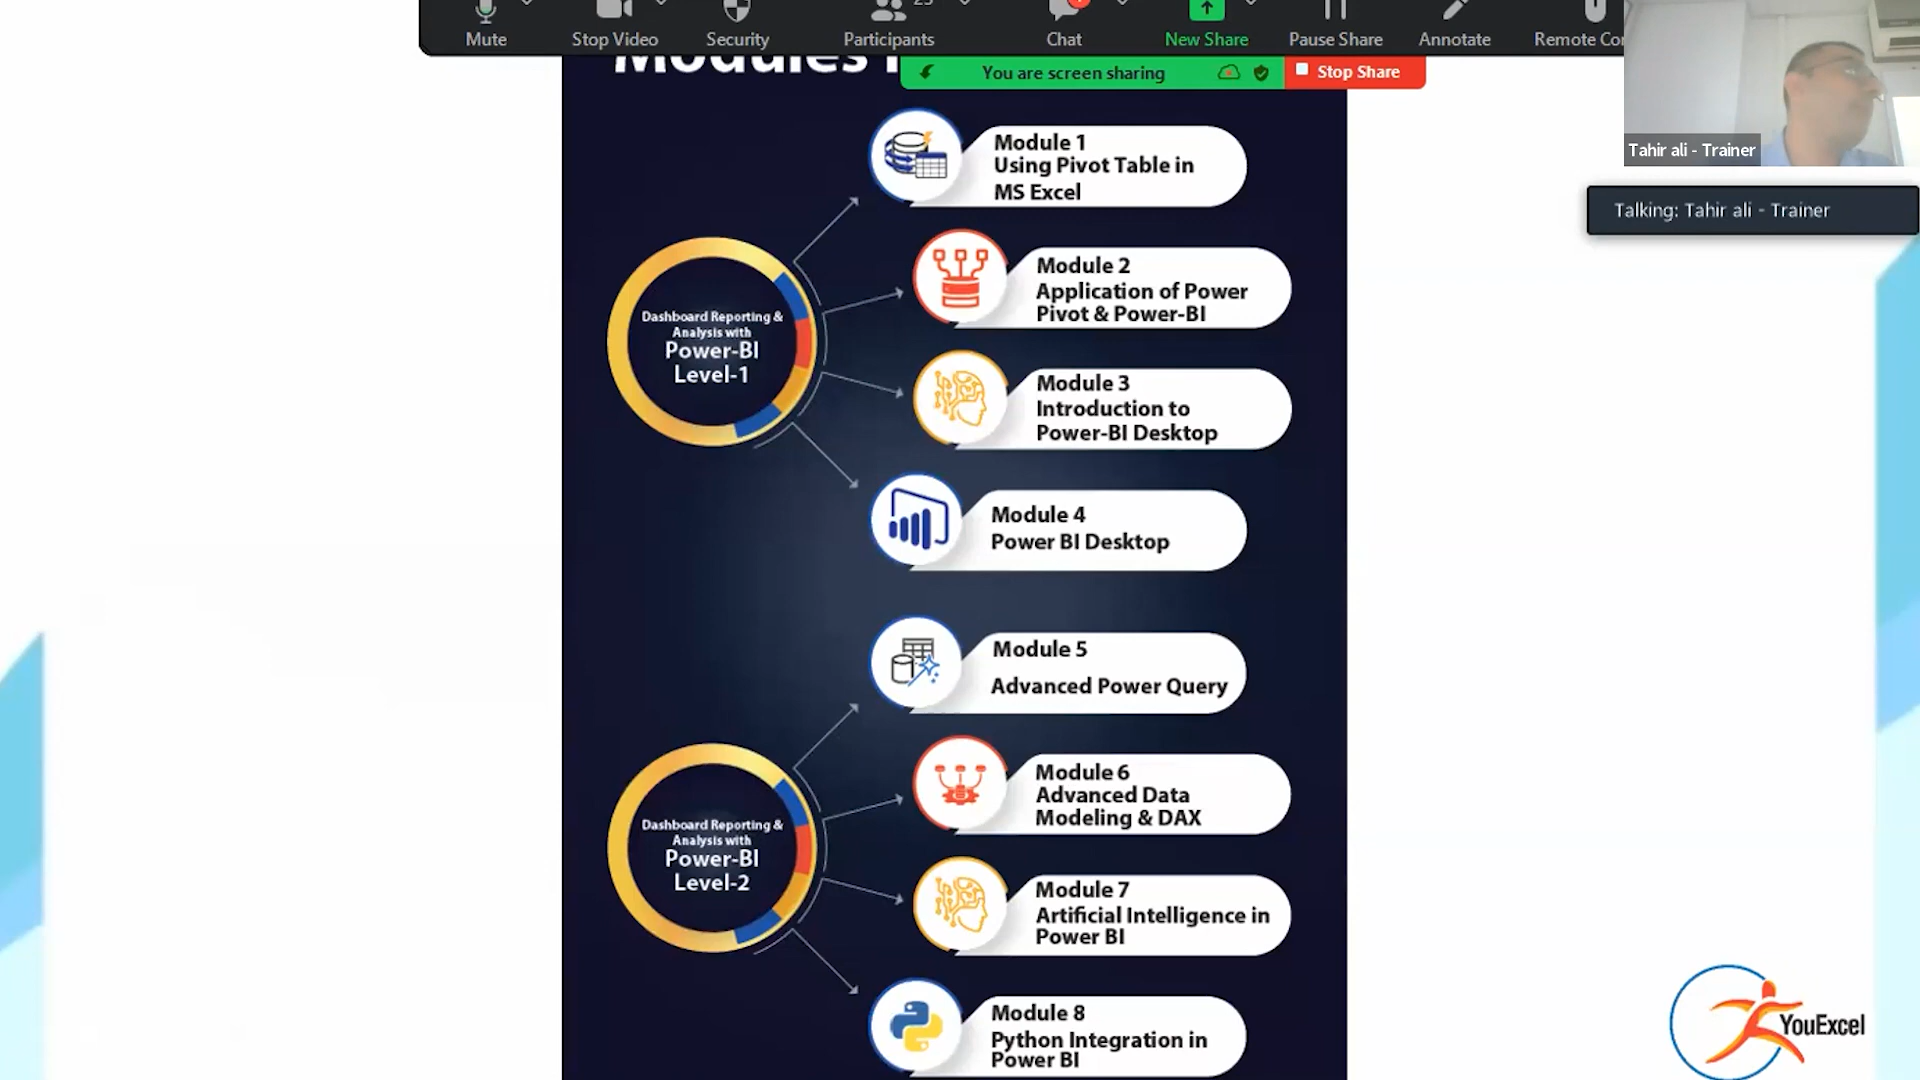 Mute
Stop Video
Security
Participants
Chat
New Share
Pause Share
Annotate
Remote Co
You are screen sharing
Stop Share
Tahir ali - Trainer
Talking: Tahir ali - Trainer
Modules
Module 1
Using Pivot Table in
MS Excel
Module 2
Application of Power
Pivot & Power-BI
Dashboard Reporting &
Analysis with
Power-BI
Level-1
Module 3
Introduction to
Power-BI Desktop
Module 4
Power BI Desktop
Module 5
Advanced Power Query
Module 6
Advanced Data
Modeling & DAX
Dashboard Reporting &
Analysis with
Power-BI
Level-2
Module 7
Artificial Intelligence in
Power BI
Module 8
Python Integration in
Power BI
YouExcel